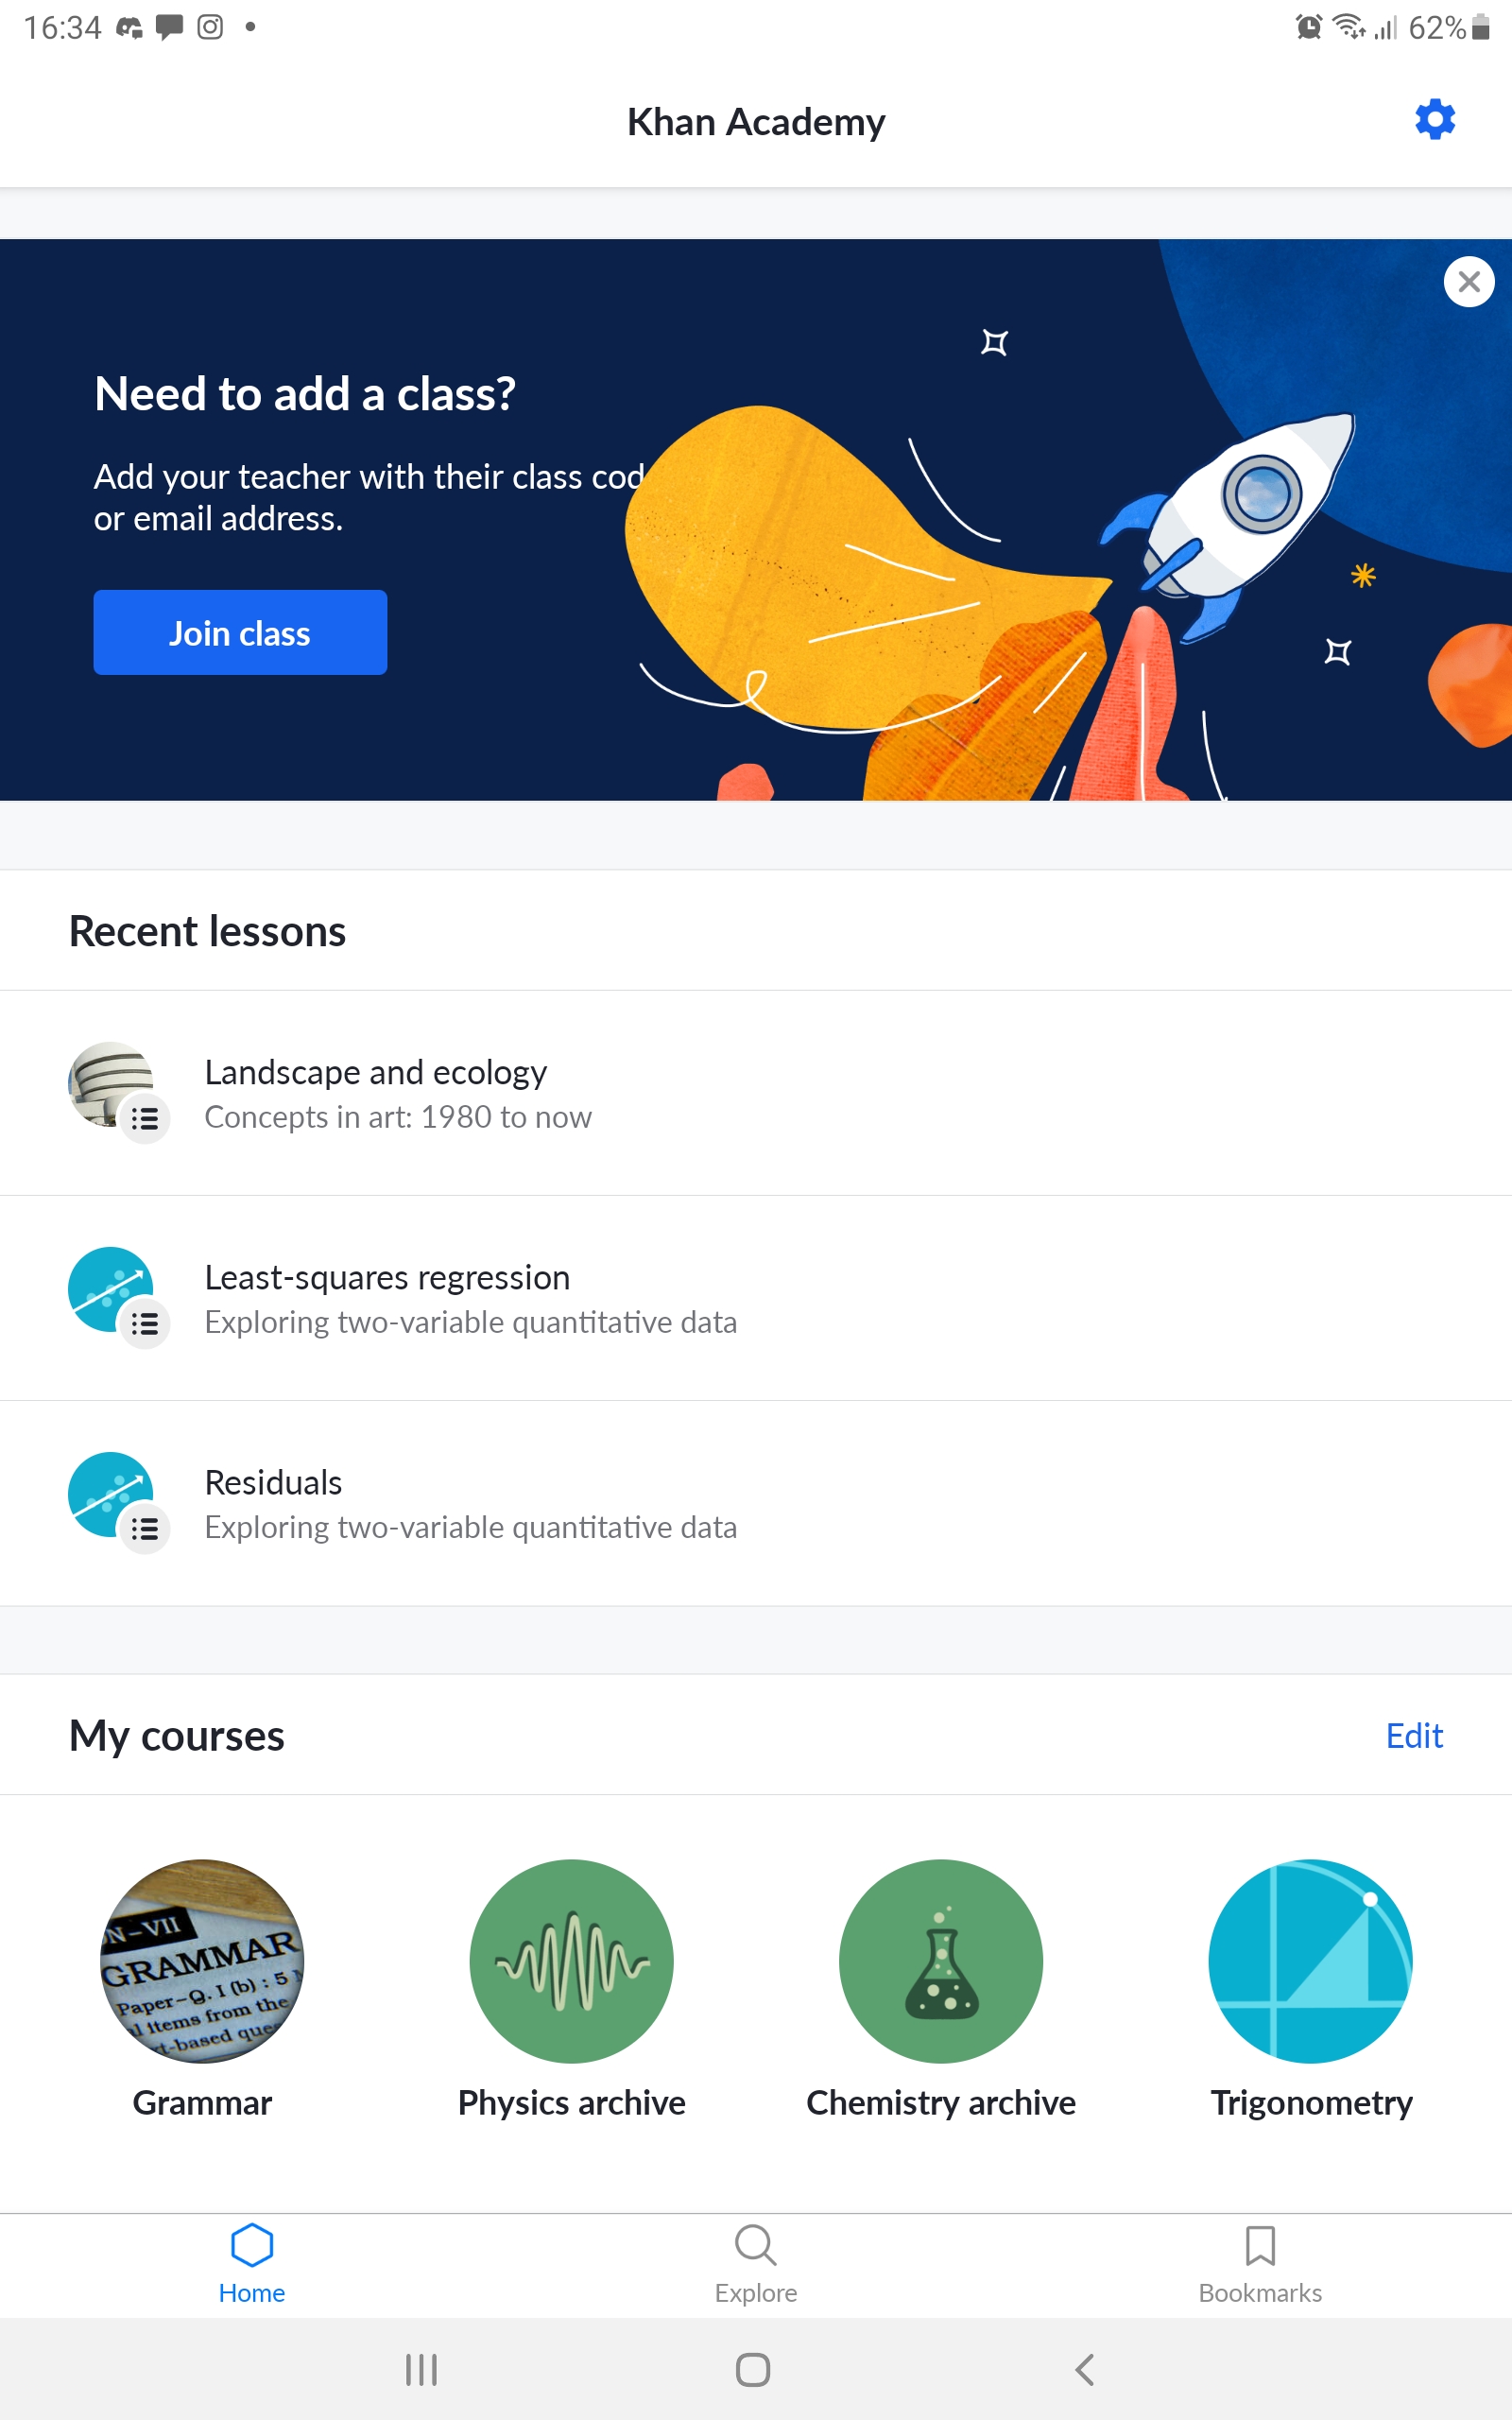 16:34
62%
Khan Academy
Need to add a class?
Add your teacher with their class cod
or email address.
Join class
Recent lessons
Landscape and ecology
Concepts in art: 1980 to now
Least-squares regression
Exploring two-variable quantitative data
Residuals
Exploring two-variable quantitative data
My courses
Edit
N-VII
GRAMMAR
Paper-Q. I (b) : 5
l items from the
t-based que
Grammar
Physics archive
Chemistry archive
Trigonometry
Home
Explore
Bookmarks